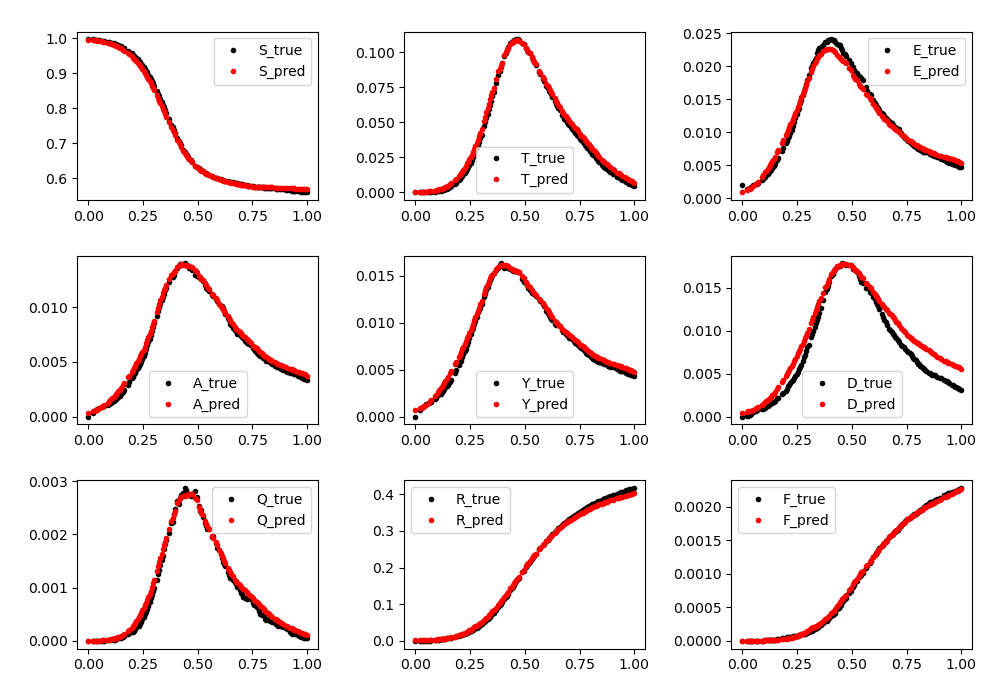 1.0
0.9
0.8
0.7
0.6
0.00 0.25 0.50 0.75 1.00
S_true
S_pred
0.100
0.075
0.050
0.025
0.000
0.00 0.25 0.50 0.75 1.00
T_true
T_pred
0.025
0.020
0.015
0.010
0.005
0.000
0.00 0.25 0.50 0.75 1.00
E_true
E_pred
0.010
0.005
0.000
0.00 0.25 0.50 0.75 1.00
A_true
A_pred
0.015
0.010
0.005
0.000
0.00 0.25 0.50 0.75 1.00
Y_true
Y_pred
0.015
0.010
0.005
0.000
0.00 0.25 0.50 0.75 1.00
D_true
D_pred
0.003
0.002
0.001
0.000
0.00 0.25 0.50 0.75 1.00
Q_true
Q_pred
0.4
0.3
0.2
0.1
0.0
0.00 0.25 0.50 0.75 1.00
R_true
R_pred
0.0020
0.0015
0.0010
0.0005
0.0000
0.00 0.25 0.50 0.75 1.00
F_true
F_pred